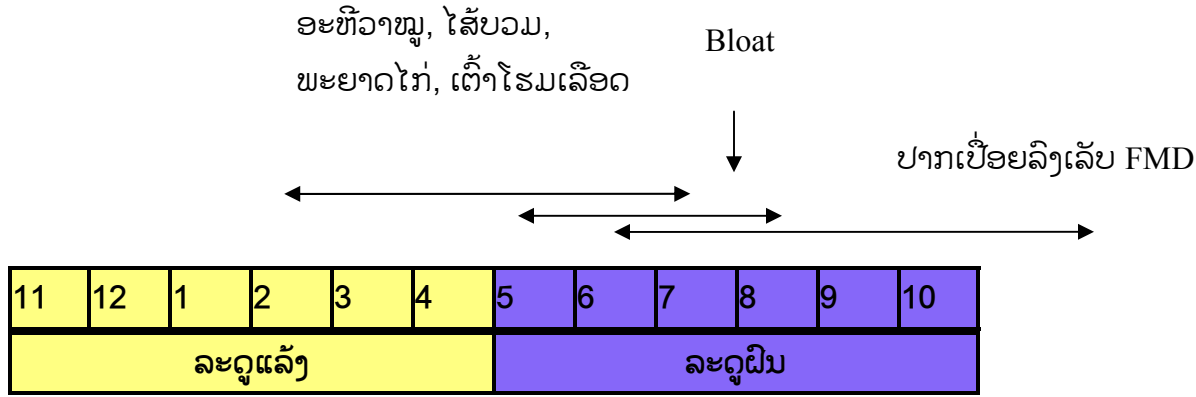 ອະຫິວາໝູ, ໄສ້ບວມ,
ພະຍາດໄກ່, ເຕົ້າໂຮມເລືອດ
Bloat
ປາກເປື່ອຍລົງເລັບ FMD
11 12 1 2 3 4 5 6 7 8 9 10
ລະດູແລ້ງ ລະດູຝົນ